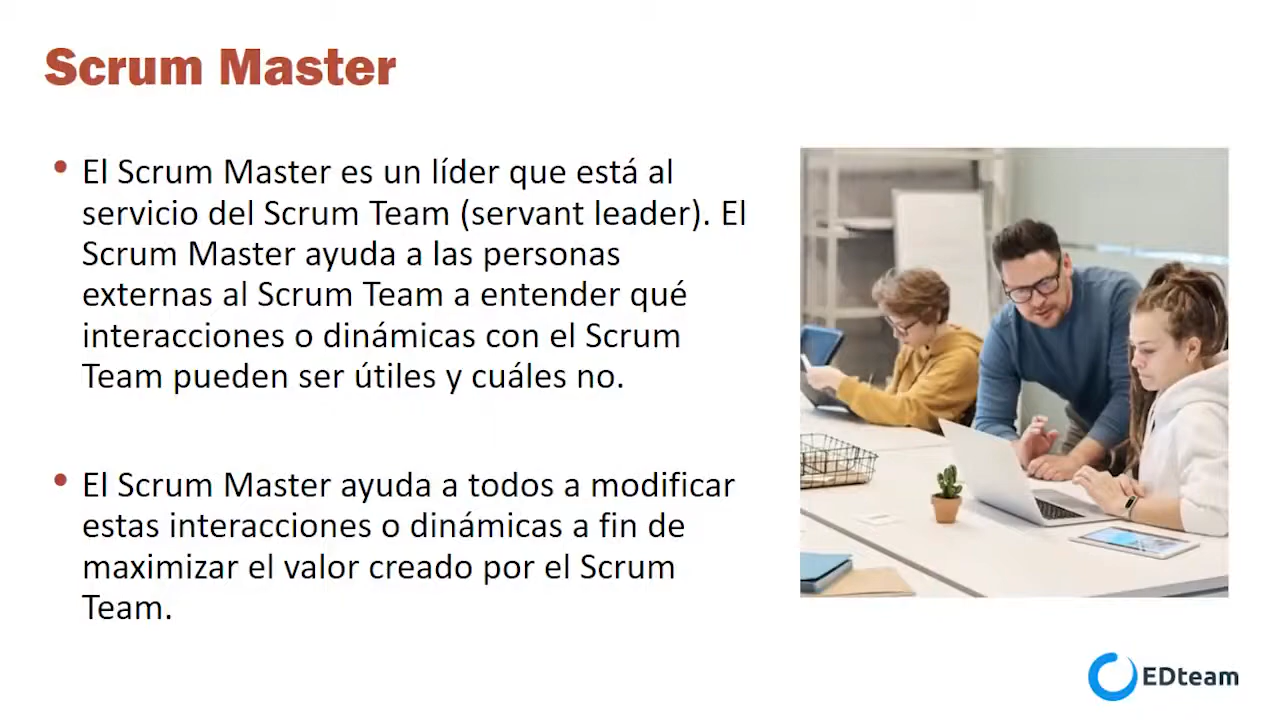 Scrum Master
• El Scrum Master es un líder que está al
servicio del Scrum Team (servant leader). El
Scrum Master ayuda a las personas
externas al Scrum Team a entender qué
interacciones o dinámicas con el Scrum
Team pueden ser útiles y cuáles no.
• El Scrum Master ayuda a todos a modificar
estas interacciones o dinámicas a fin de
maximizar el valor creado por el Scrum
Team.
EDteam